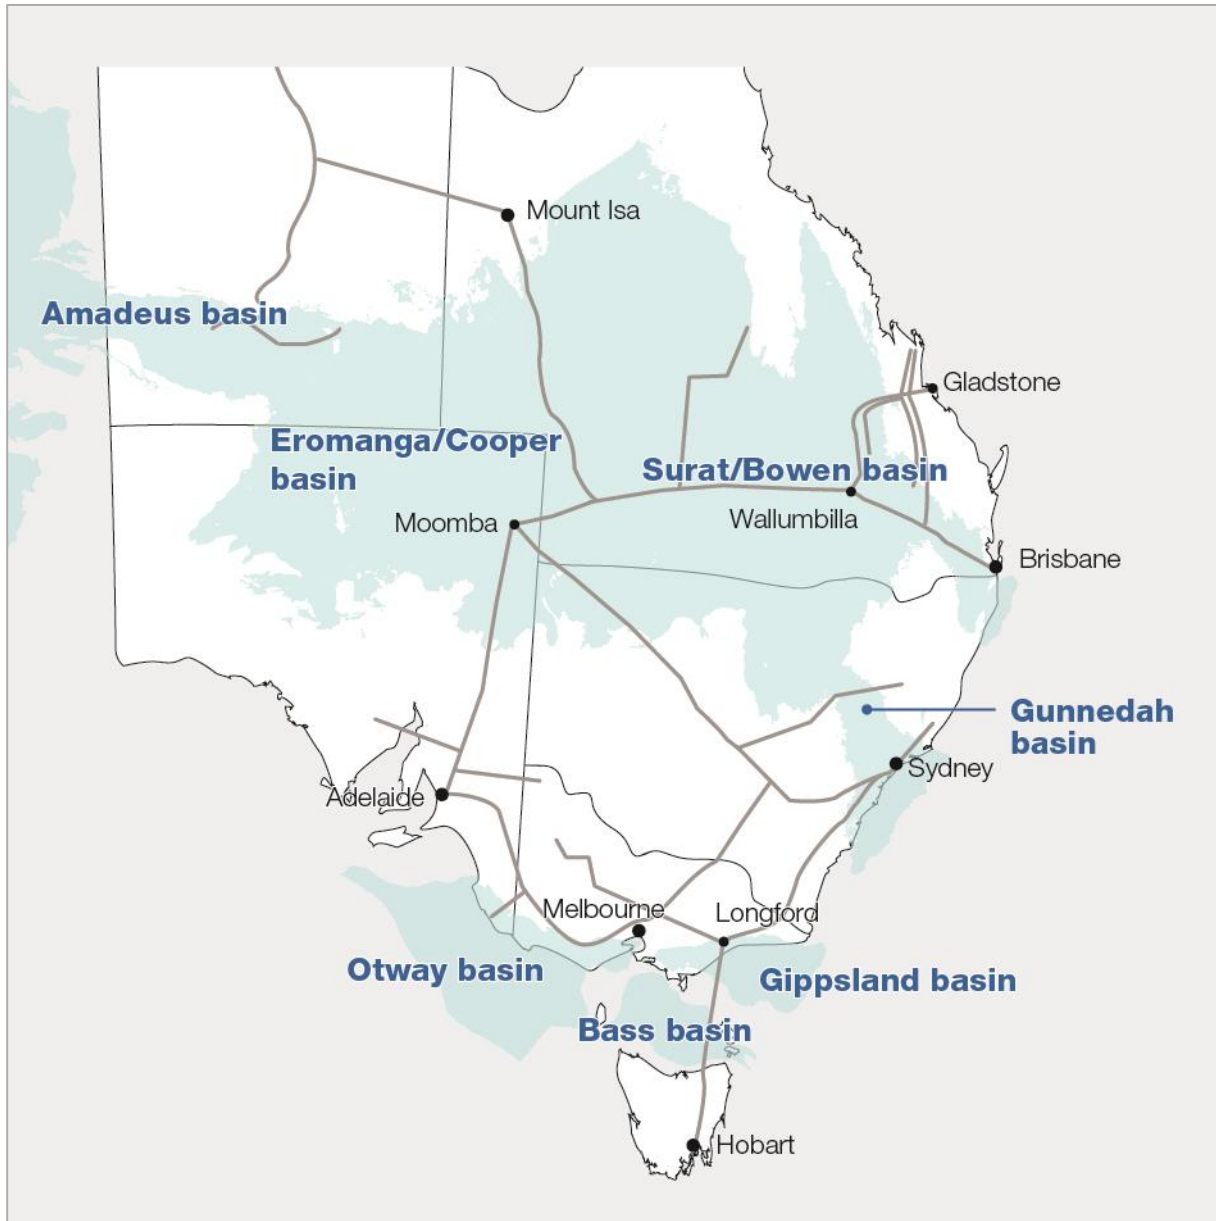 Mount Isa
Amadeus basin
Gladstone
Eromanga/Cooper
basin
Surat/Bowen basin
Moomba
Wallumbilla
Brisbane
Gunnedah
basin
Sydney
Adelaide
Melbourne
Longford
Otway basin
Gippsland basin
Bass basin
Hobart